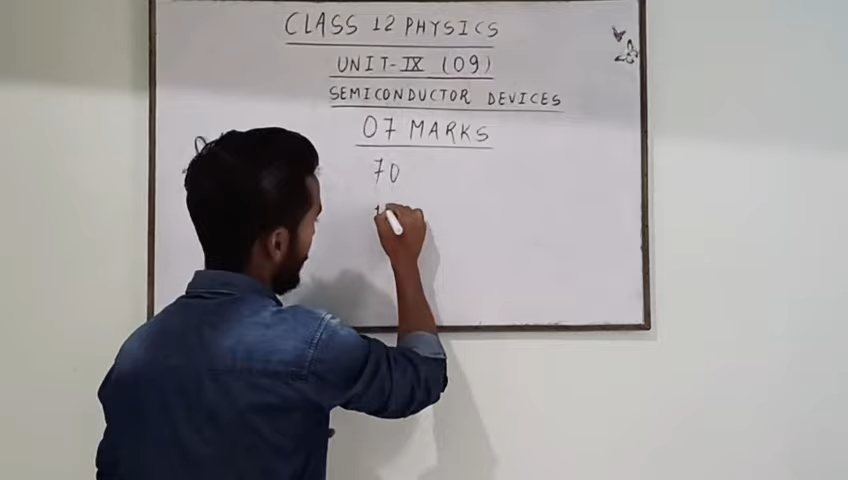 CLASS 12 PHYSICS
UNIT-IX (09)
SEMICONDUCTOR DEVICES
07 MARKS
70